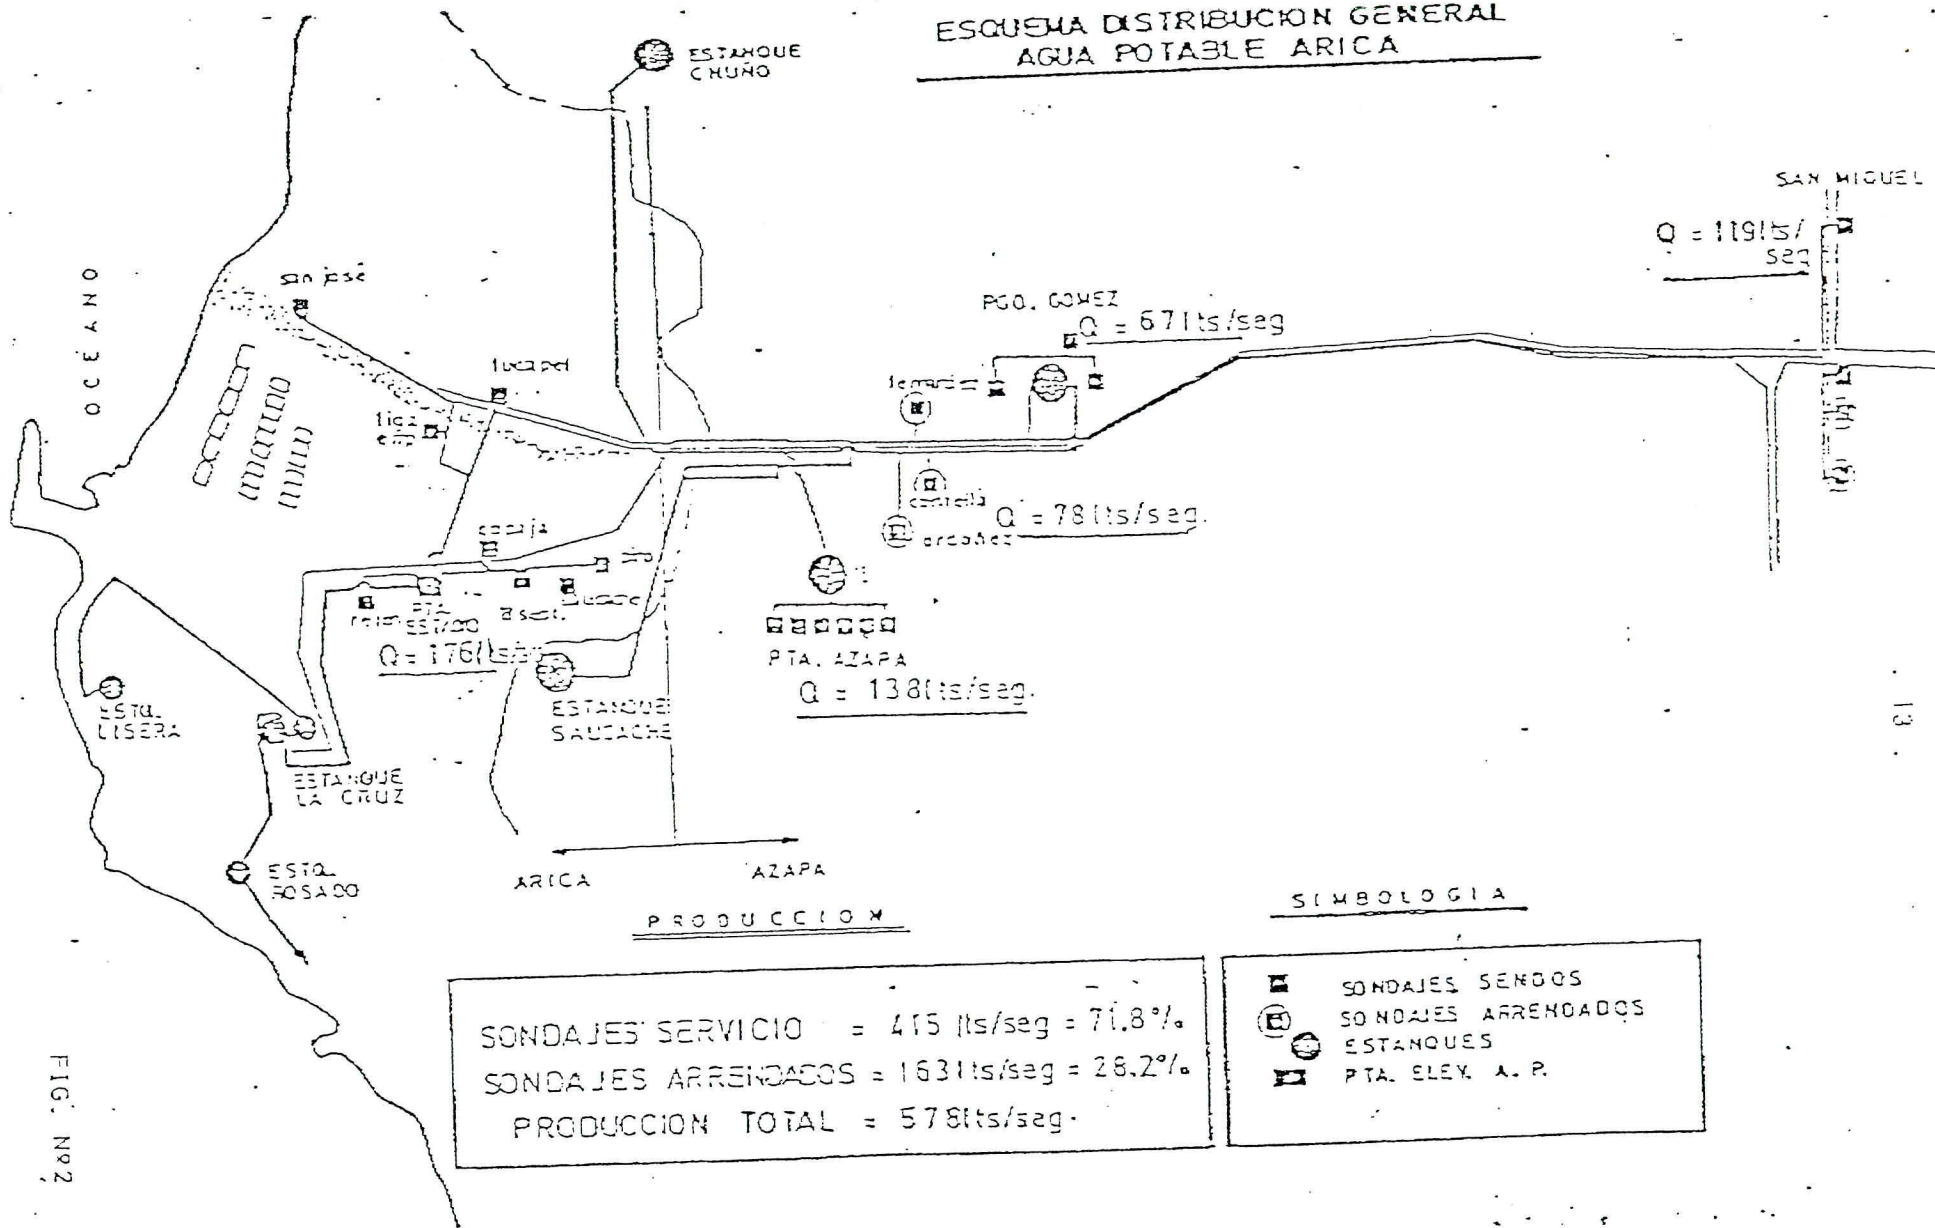 ESQUEMA DISTRIBUCION GENERAL
AGUA POTABLE ARICA
ESTANQUE
CHUÑO
SAN MIGUEL
Q = 119lts/
seg
OCÉANO
san josé
PGO. GOMEZ
Q = 67lts/seg
tucapel
Q = 78lts/seg.
PTA.
ESTADIO
Q = 176lts/seg
PTA. AZAPA
Q = 138lts/seg.
ESTANQUE
SAUCACHE
ESTQ.
LISERA
ESTANQUE
LA CRUZ
ESTQ.
ROSADO
ARICA
AZAPA
13
PRODUCCION
SIMBOLOGIA
SONDAJES SERVICIO = 415 lts/seg = 71.8%
SONDAJES ARRENDADOS = 163lts/seg = 28.2%
PRODUCCION TOTAL = 578lts/seg.
SONDAJES SENDOS
SONDAJES ARRENDADOS
ESTANQUES
PTA. ELEV. A. P.
FIG. Nº2